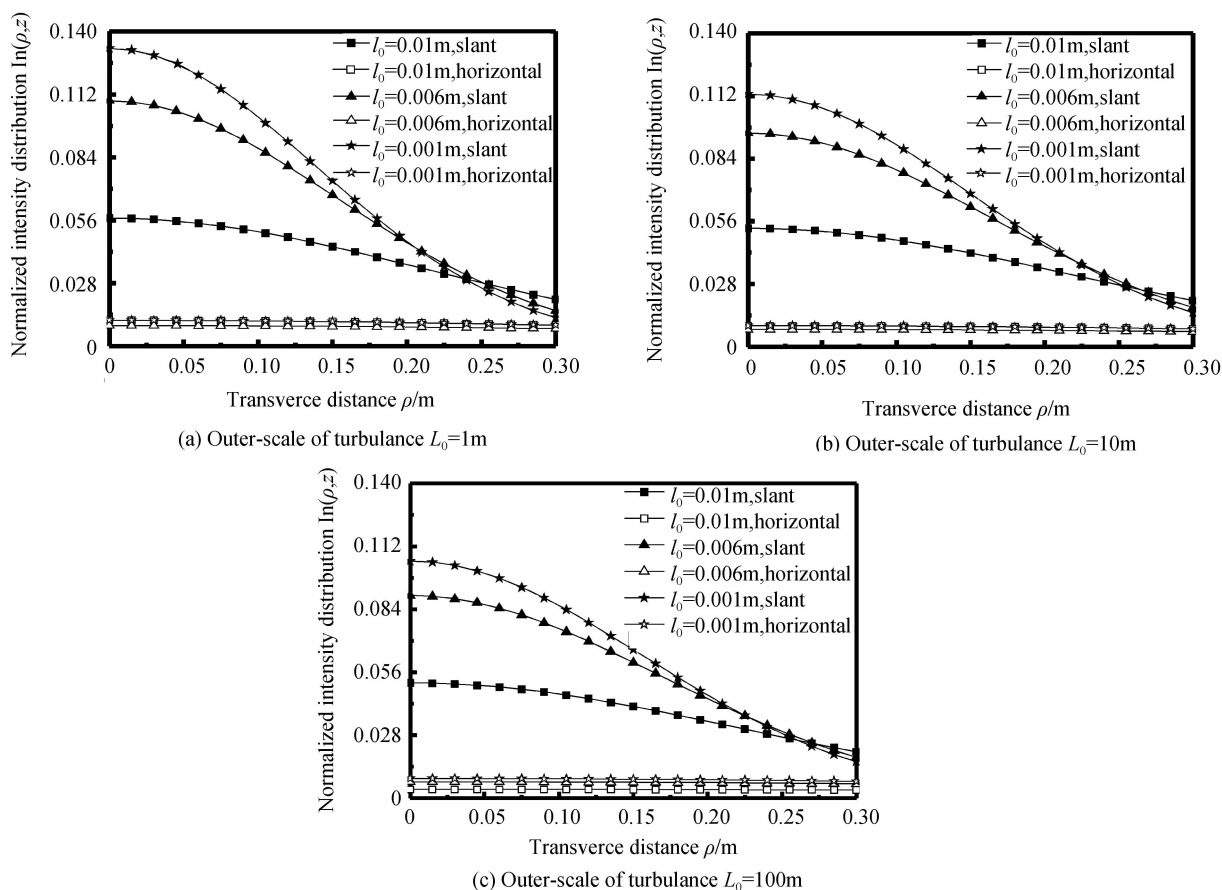 Normalized intensity distribution In(ρ,z)
0.140
0.112
0.084
0.056
0.028
0
l₀=0.01m,slant
l₀=0.01m,horizontal
l₀=0.006m,slant
l₀=0.006m,horizontal
l₀=0.001m,slant
l₀=0.001m,horizontal
0
0.05
0.10
0.15
0.20
0.25
0.30
Transverce distance ρ/m
(a) Outer-scale of turbulance L₀=1m
Normalized intensity distribution In(ρ,z)
0.140
0.112
0.084
0.056
0.028
0
l₀=0.01m,slant
l₀=0.01m,horizontal
l₀=0.006m,slant
l₀=0.006m,horizontal
l₀=0.001m,slant
l₀=0.001m,horizontal
0
0.05
0.10
0.15
0.20
0.25
0.30
Transverce distance ρ/m
(b) Outer-scale of turbulance L₀=10m
Normalized intensity distribution In(ρ,z)
0.140
0.112
0.084
0.056
0.028
0
l₀=0.01m,slant
l₀=0.01m,horizontal
l₀=0.006m,slant
l₀=0.006m,horizontal
l₀=0.001m,slant
l₀=0.001m,horizontal
0
0.05
0.10
0.15
0.20
0.25
0.30
Transverce distance ρ/m
(c) Outer-scale of turbulance L₀=100m